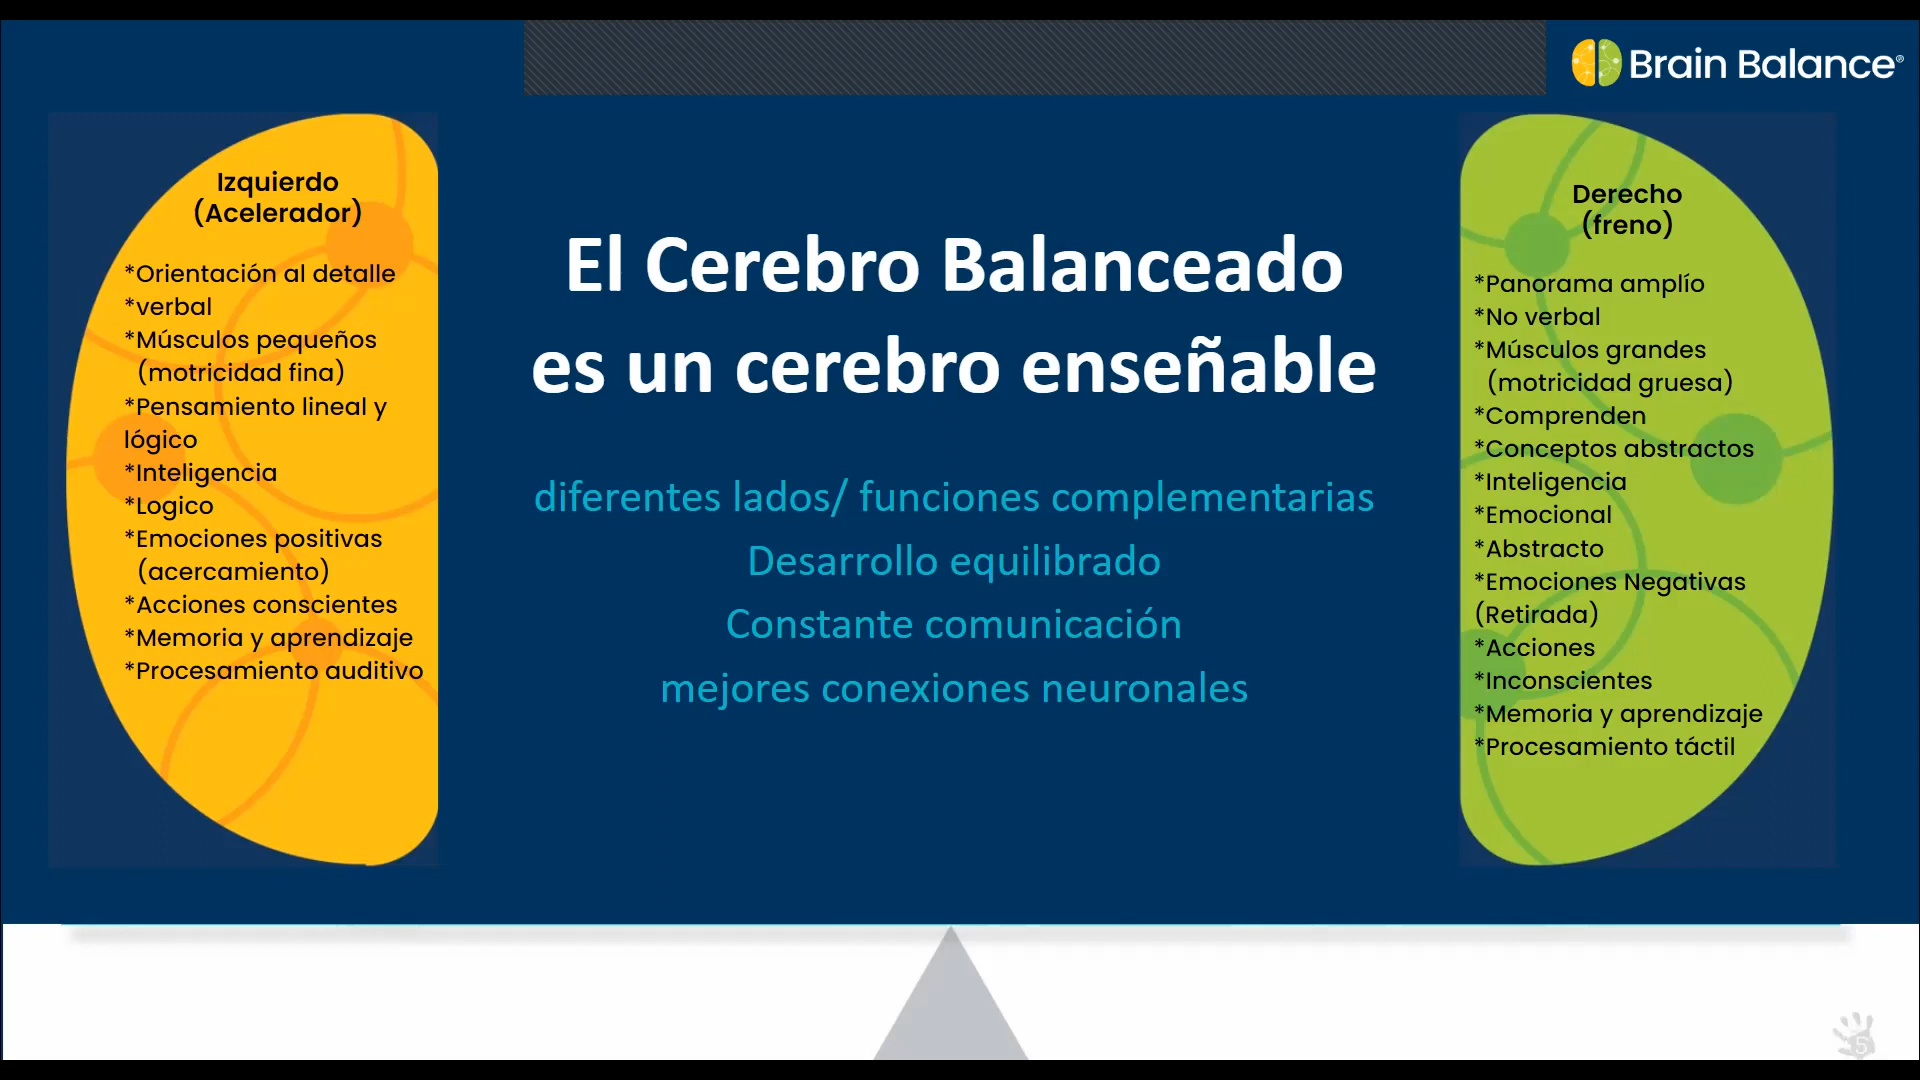 Brain Balance®
Izquierdo
(Acelerador)
*Orientación al detalle
*verbal
*Músculos pequeños
(motricidad fina)
*Pensamiento lineal y
lógico
*Inteligencia
*Logico
*Emociones positivas
(acercamiento)
*Acciones conscientes
*Memoria y aprendizaje
*Procesamiento auditivo
El Cerebro Balanceado
es un cerebro enseñable
diferentes lados/ funciones complementarias
Desarrollo equilibrado
Constante comunicación
mejores conexiones neuronales
Derecho
(freno)
*Panorama amplío
*No verbal
*Músculos grandes
(motricidad gruesa)
*Comprenden
*Conceptos abstractos
*Inteligencia
*Emocional
*Abstracto
*Emociones Negativas
(Retirada)
*Acciones
*Inconscientes
*Memoria y aprendizaje
*Procesamiento táctil
5